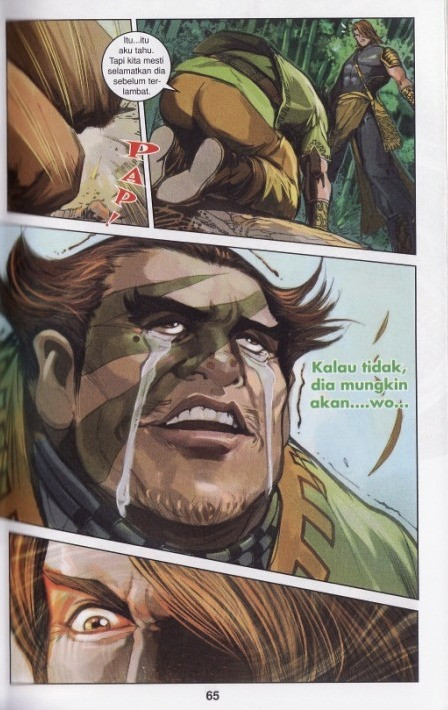 Itu...itu
aku tahu.
Tapi kita mesti
selamatkan dia
sebelum ter-
lambat.
PAP!
Kalau tidak,
dia mungkin
akan....wo...
65